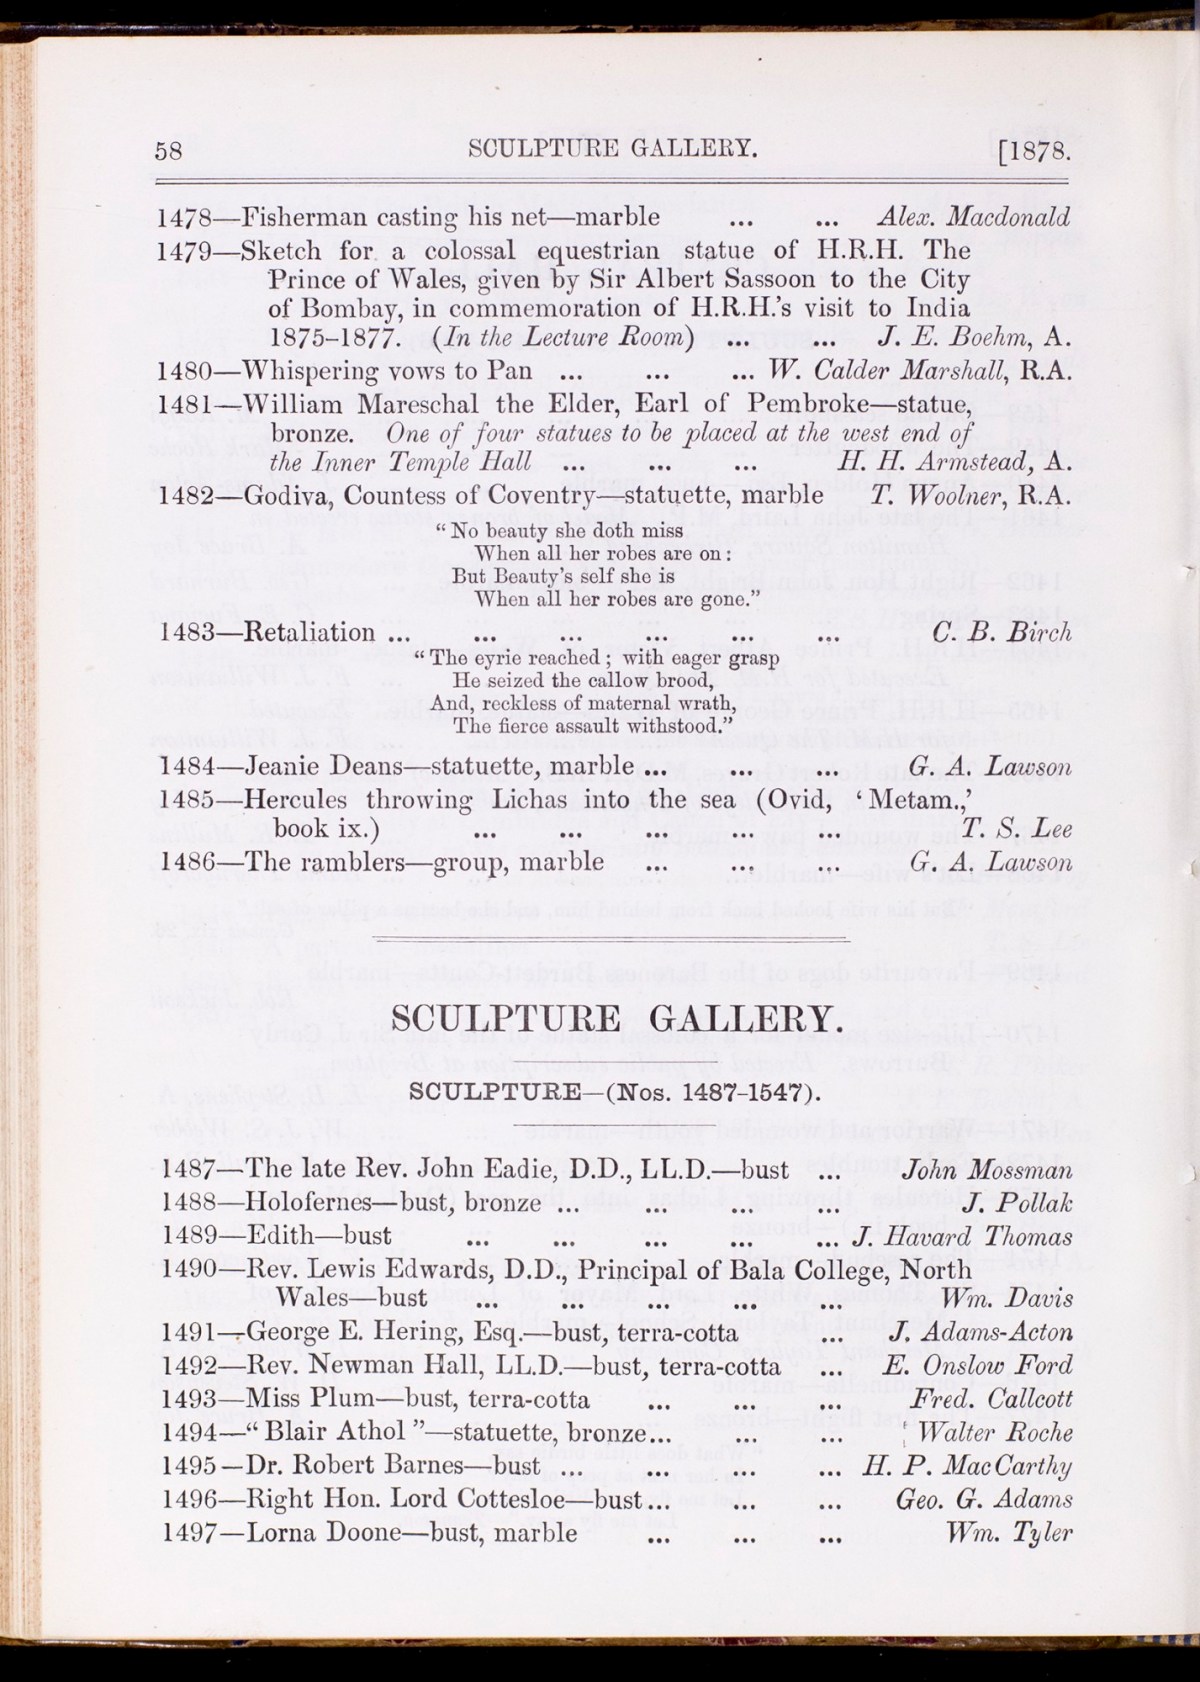 58 SCULPTURE GALLERY. [1878.
1478—Fisherman casting his net—marble ... ... Alex. Macdonald
1479—Sketch for a colossal equestrian statue of H.R.H. The
Prince of Wales, given by Sir Albert Sassoon to the City
of Bombay, in commemoration of H.R.H.'s visit to India
1875-1877. (In the Lecture Room) ... ... J. E. Boehm, A.
1480—Whispering vows to Pan ... ... ... W. Calder Marshall, R.A.
1481—William Mareschal the Elder, Earl of Pembroke—statue,
bronze. One of four statues to be placed at the west end of
the Inner Temple Hall ... ... ... H. H. Armstead, A.
1482—Godiva, Countess of Coventry—statuette, marble T. Woolner, R.A.
“No beauty she doth miss
When all her robes are on:
But Beauty's self she is
When all her robes are gone.”
1483—Retaliation ... ... ... ... ... ... C. B. Birch
“The eyrie reached; with eager grasp
He seized the callow brood,
And, reckless of maternal wrath,
The fierce assault withstood.”
1484—Jeanie Deans—statuette, marble ... ... ... G. A. Lawson
1485—Hercules throwing Lichas into the sea (Ovid, ‘Metam.,’
book ix.) ... ... ... ... ... T. S. Lee
1486—The ramblers—group, marble ... ... ... G. A. Lawson
SCULPTURE GALLERY.
SCULPTURE—(Nos. 1487-1547).
1487—The late Rev. John Eadie, D.D., LL.D.—bust ... John Mossman
1488—Holofernes—bust, bronze ... ... ... ... J. Pollak
1489—Edith—bust ... ... ... ... ... J. Havard Thomas
1490—Rev. Lewis Edwards, D.D., Principal of Bala College, North
Wales—bust ... ... ... ... ... Wm. Davis
1491—George E. Hering, Esq.—bust, terra-cotta ... J. Adams-Acton
1492—Rev. Newman Hall, LL.D.—bust, terra-cotta ... E. Onslow Ford
1493—Miss Plum—bust, terra-cotta ... ... ... Fred. Callcott
1494—“Blair Athol”—statuette, bronze ... ... ... Walter Roche
1495—Dr. Robert Barnes—bust ... ... ... ... H. P. MacCarthy
1496—Right Hon. Lord Cottesloe—bust ... ... ... Geo. G. Adams
1497—Lorna Doone—bust, marble ... ... ... Wm. Tyler